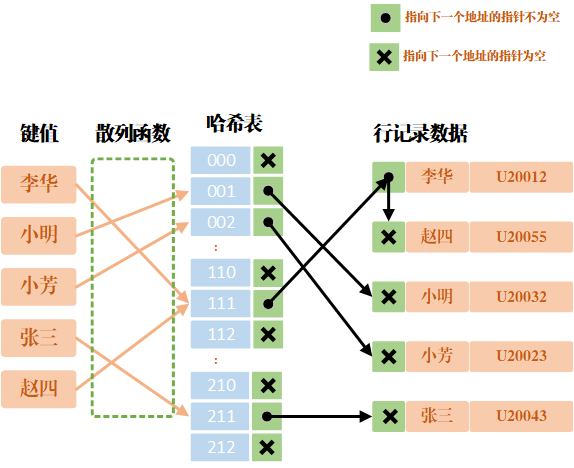 指向下一个地址的指针不为空
指向下一个地址的指针为空
键值 散列函数 哈希表 行记录数据
李华
小明
小芳
张三
赵四
000
001
002
:
110
111
112
:
210
211
212
李华 U20012
赵四 U20055
小明 U20032
小芳 U20023
张三 U20043